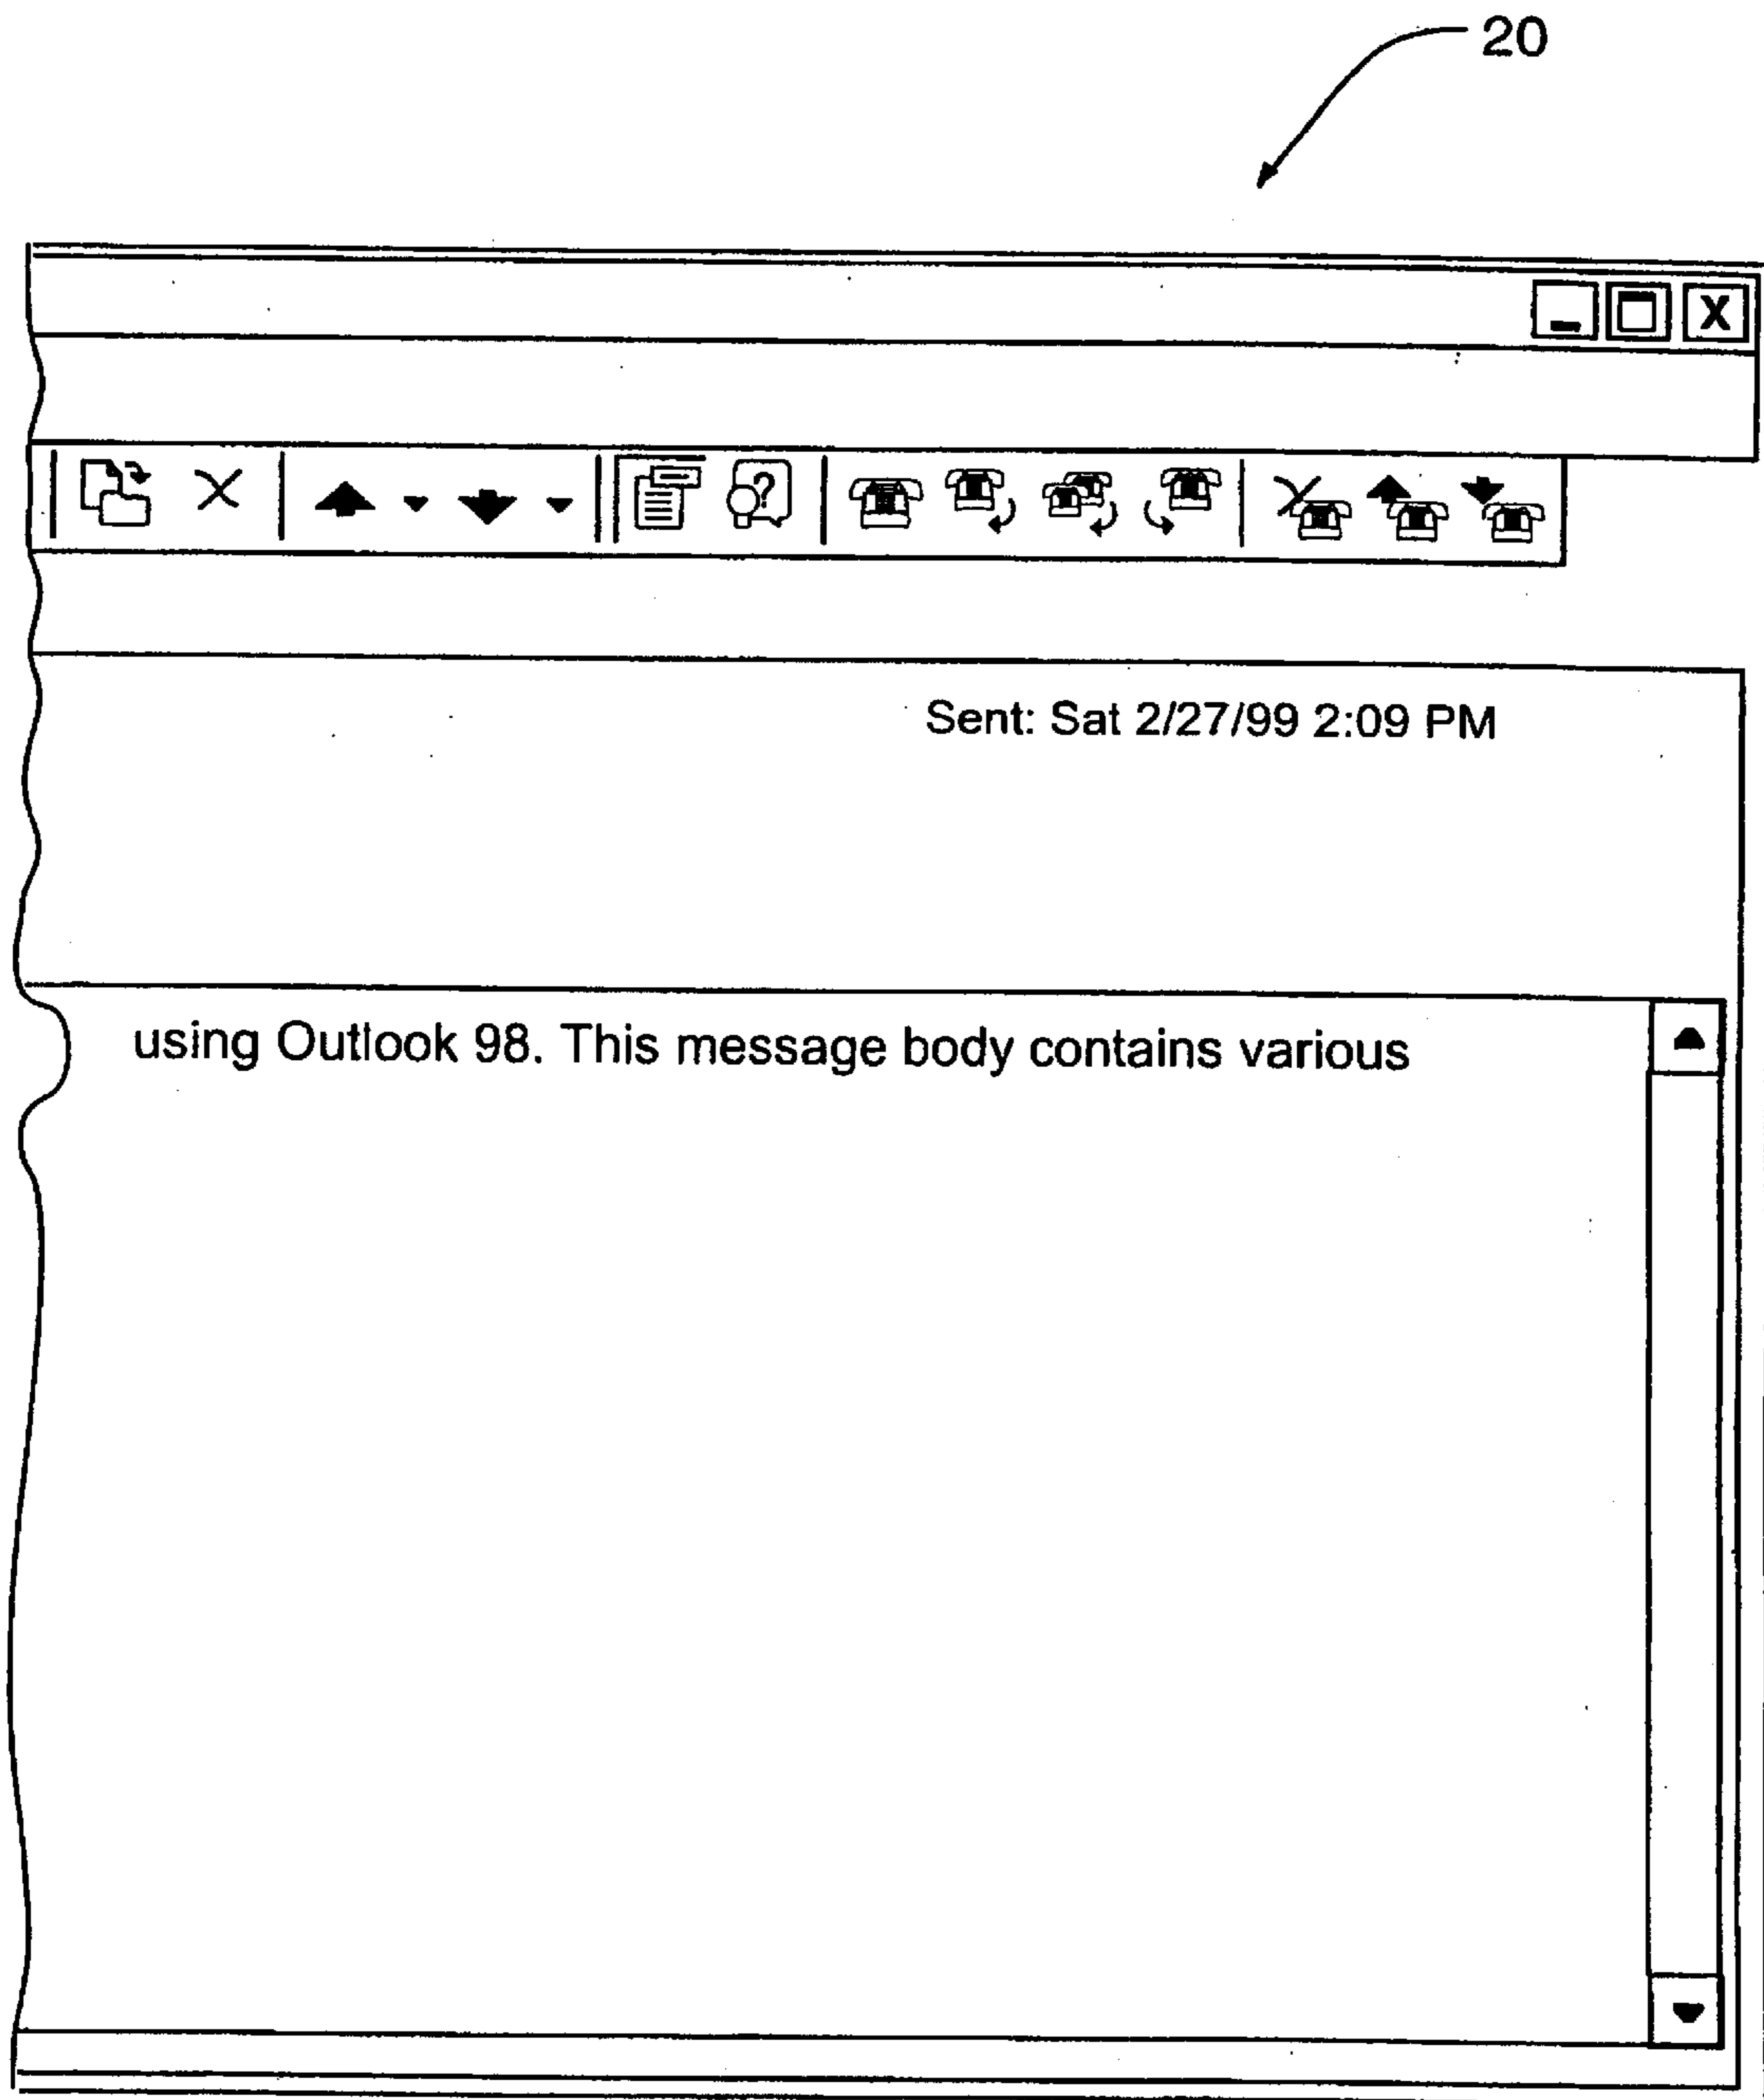 20
X
?
Sent: Sat 2/27/99 2:09 PM
using Outlook 98. This message body contains various